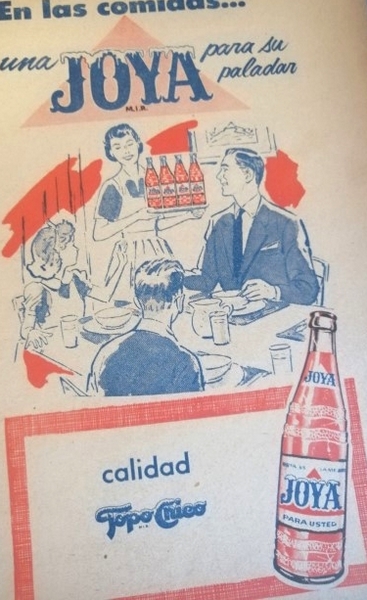 En las comidas...
una JOYA para su
paladar
M.I.R.
calidad
Topo Chico
JOYA
JOYA
PARA USTED